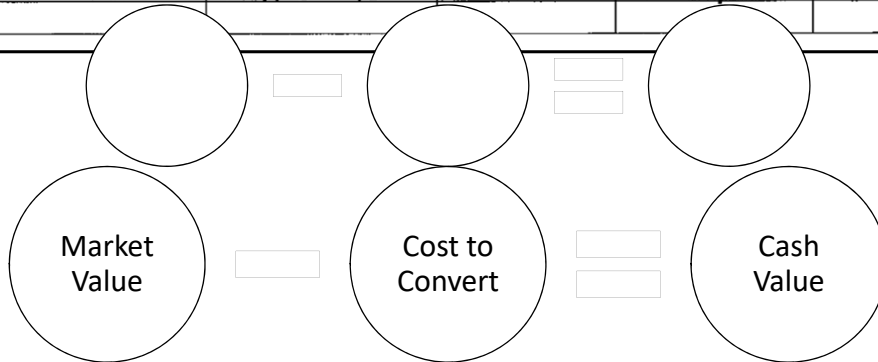 Market
Value
Cost to
Convert
Cash
Value